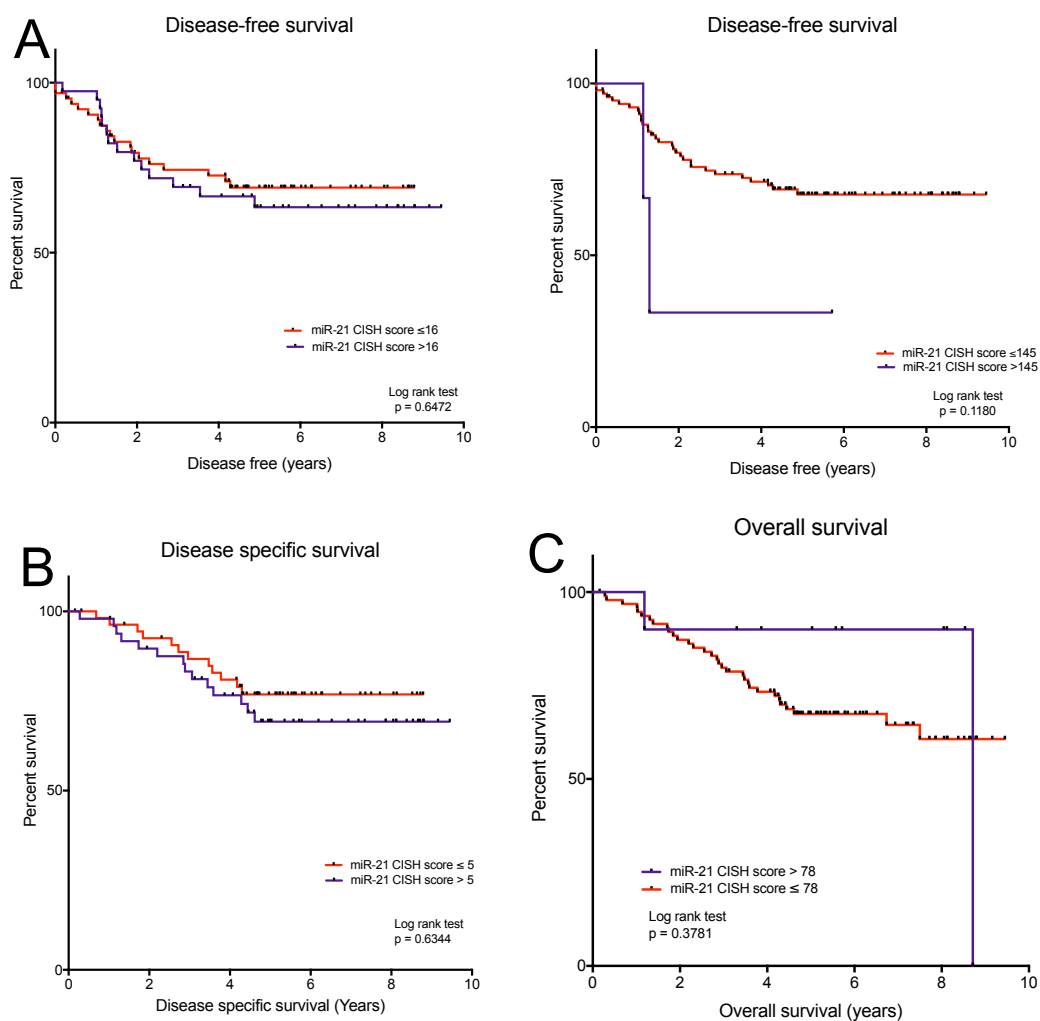 A
Disease-free survival
100
50
0
Percent survival
0 2 4 6 8 10
Disease free (years)
miR-21 CISH score ≤16
miR-21 CISH score >16
Log rank test
p = 0.6472
Disease-free survival
100
50
0
Percent survival
0 2 4 6 8 10
Disease free (years)
miR-21 CISH score ≤145
miR-21 CISH score >145
Log rank test
p = 0.1180
B
Disease specific survival
100
50
0
Percent survival
0 2 4 6 8 10
Disease specific survival (Years)
miR-21 CISH score ≤ 5
miR-21 CISH score > 5
Log rank test
p = 0.6344
C
Overall survival
100
50
0
Percent survival
0 2 4 6 8 10
Overall survival (years)
miR-21 CISH score > 78
miR-21 CISH score ≤ 78
Log rank test
p = 0.3781